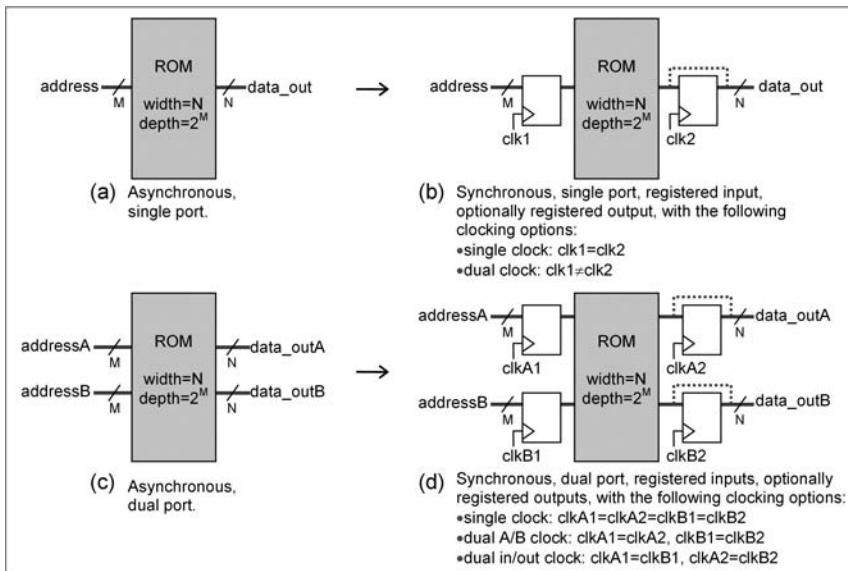 ROM
width=N
depth=2^M
address
M
N
data_out
(a) Asynchronous,
single port.
address
M
clk1
ROM
width=N
depth=2^M
clk2
N
data_out
(b) Synchronous, single port, registered input,
optionally registered output, with the following
clocking options:
•single clock: clk1=clk2
•dual clock: clk1≠clk2
addressA
M
addressB
M
ROM
width=N
depth=2^M
data_outA
N
data_outB
N
(c) Asynchronous,
dual port.
addressA
M
clkA1
addressB
M
clkB1
ROM
width=N
depth=2^M
clkA2
N
data_outA
clkB2
N
data_outB
(d) Synchronous, dual port, registered inputs, optionally
registered outputs, with the following clocking options:
•single clock: clkA1=clkA2=clkB1=clkB2
•dual A/B clock: clkA1=clkA2, clkB1=clkB2
•dual in/out clock: clkA1=clkB1, clkA2=clkB2